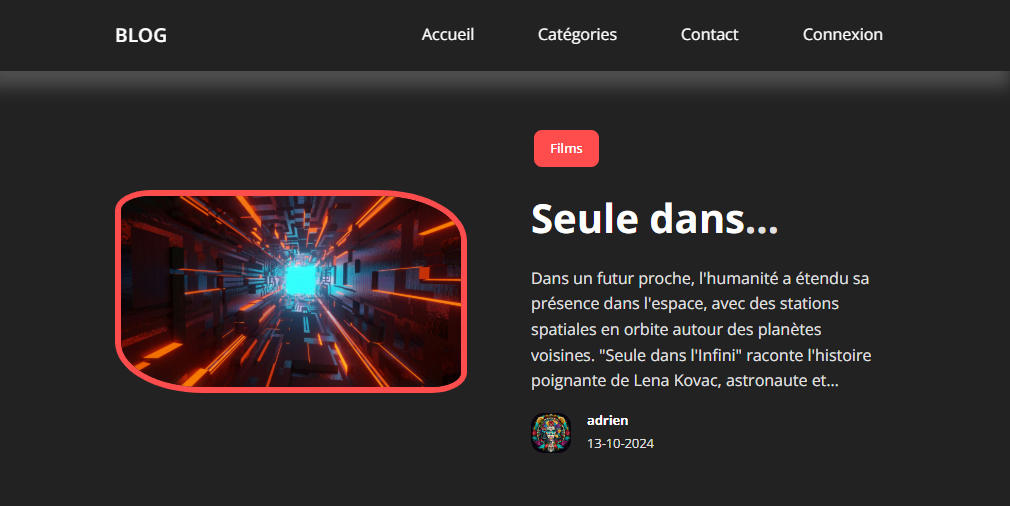 BLOG
Accueil
Catégories
Contact
Connexion
Films
Seule dans...
Dans un futur proche, l'humanité a étendu sa
présence dans l'espace, avec des stations
spatiales en orbite autour des planètes
voisines. "Seule dans l'Infini" raconte l'histoire
poignante de Lena Kovac, astronaute et...
adrien
13-10-2024